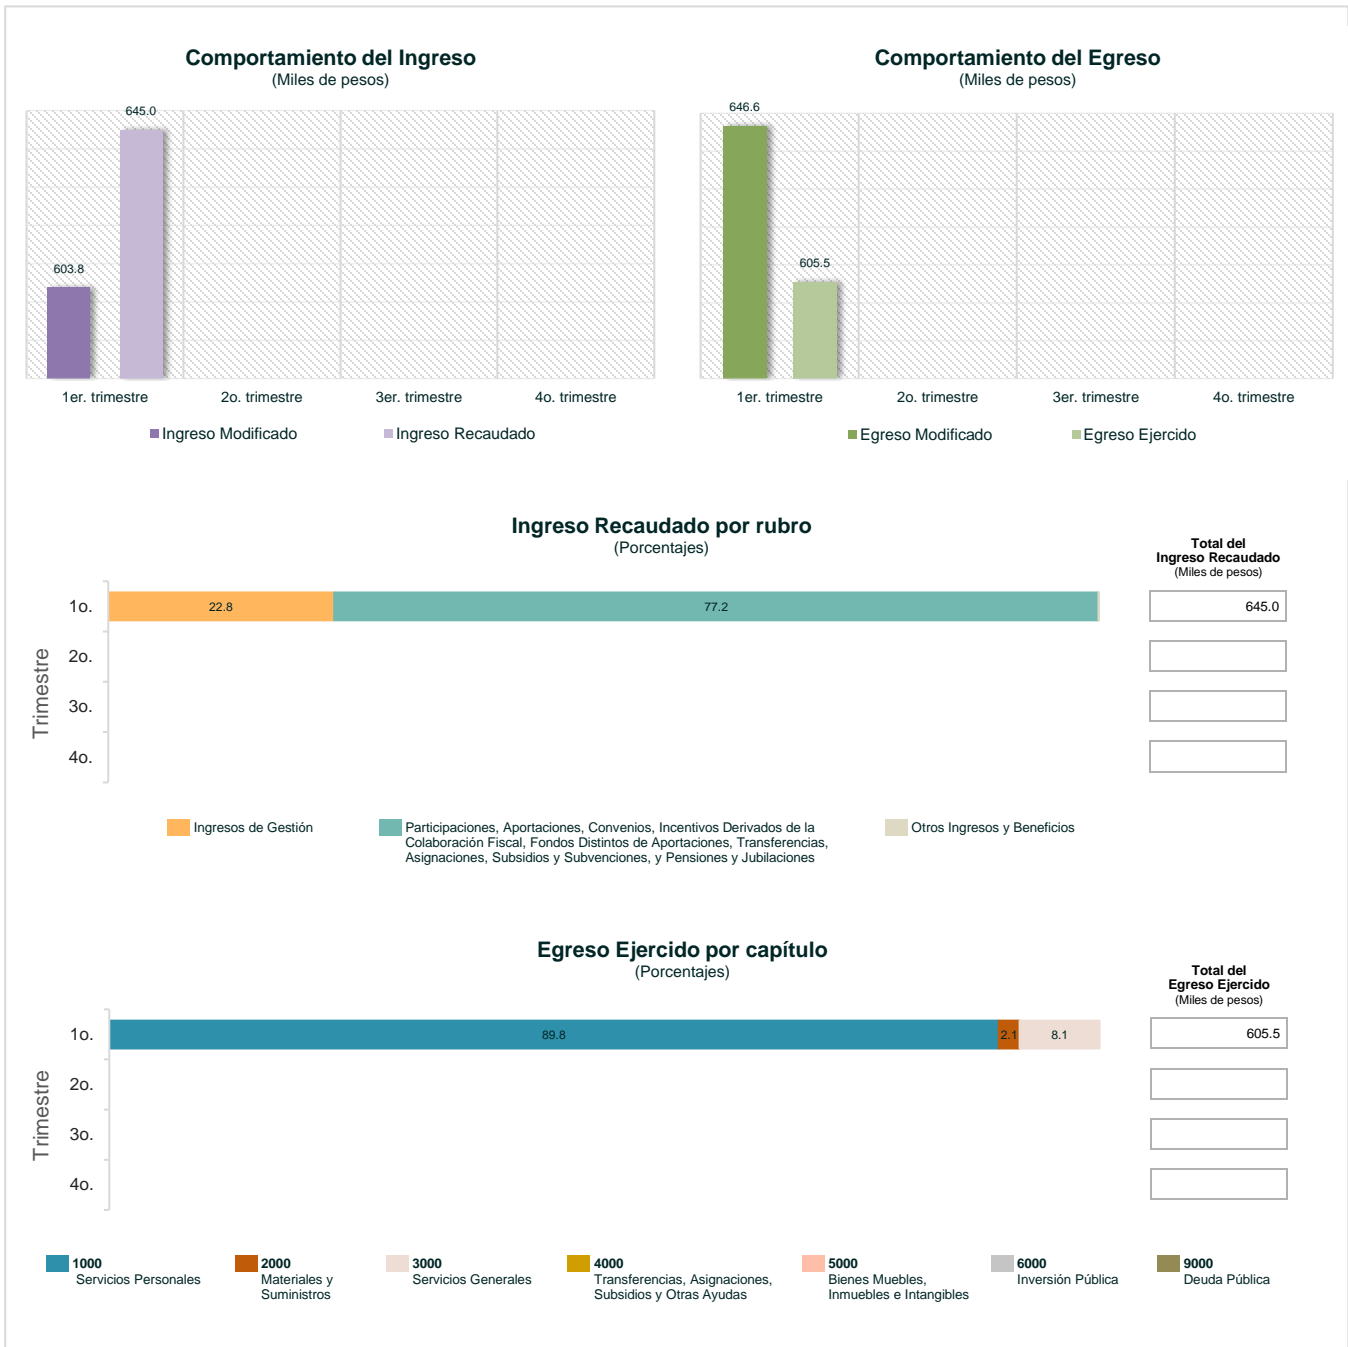 Comportamiento del Ingreso
(Miles de pesos)
645.0
603.8
1er. trimestre
2o. trimestre
3er. trimestre
4o. trimestre
Ingreso Modificado
Ingreso Recaudado
Comportamiento del Egreso
(Miles de pesos)
646.6
605.5
1er. trimestre
2o. trimestre
3er. trimestre
4o. trimestre
Egreso Modificado
Egreso Ejercido
Ingreso Recaudado por rubro
(Porcentajes)
Total del
Ingreso Recaudado
(Miles de pesos)
Trimestre
1o.
22.8
77.2
645.0
2o.
3o.
4o.
Ingresos de Gestión
Participaciones, Aportaciones, Convenios, Incentivos Derivados de la
Colaboración Fiscal, Fondos Distintos de Aportaciones, Transferencias,
Asignaciones, Subsidios y Subvenciones, y Pensiones y Jubilaciones
Otros Ingresos y Beneficios
Egreso Ejercido por capítulo
(Porcentajes)
Total del
Egreso Ejercido
(Miles de pesos)
Trimestre
1o.
89.8
2.1
8.1
605.5
2o.
3o.
4o.
1000
Servicios Personales
2000
Materiales y
Suministros
3000
Servicios Generales
4000
Transferencias, Asignaciones,
Subsidios y Otras Ayudas
5000
Bienes Muebles,
Inmuebles e Intangibles
6000
Inversión Pública
9000
Deuda Pública